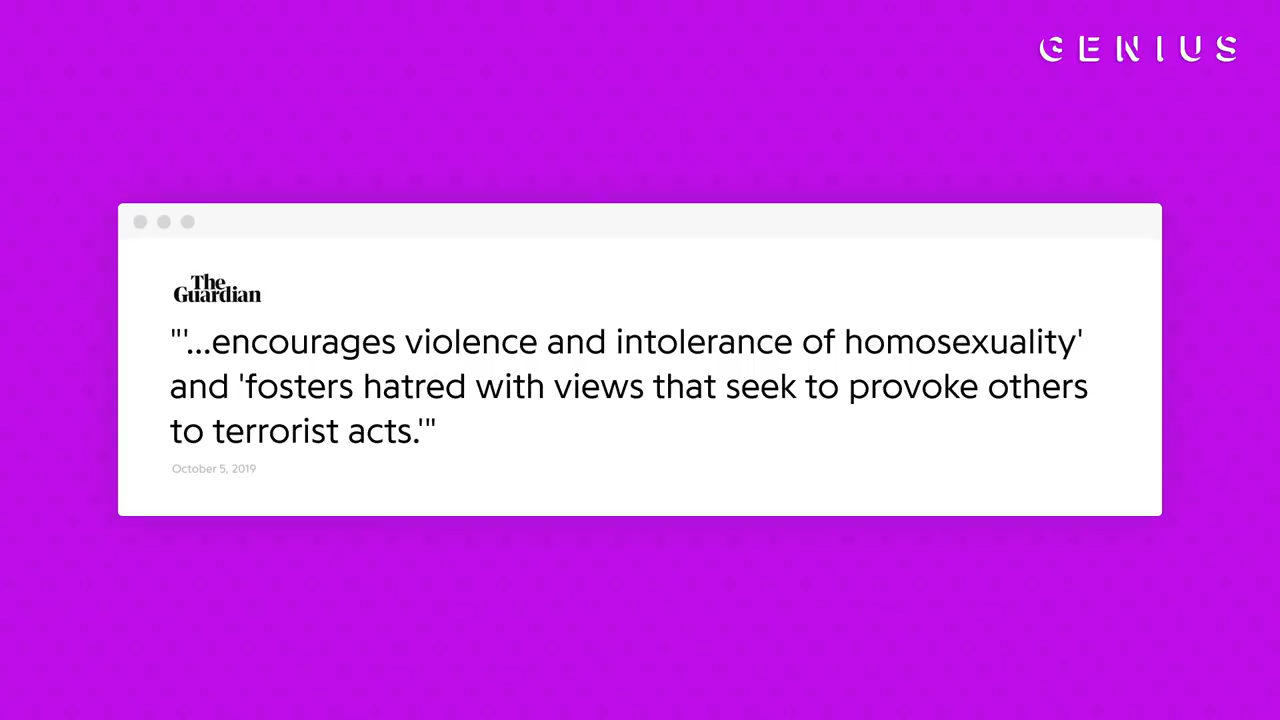 GENIUS
The
Guardian
"'...encourages violence and intolerance of homosexuality'
and 'fosters hatred with views that seek to provoke others
to terrorist acts.'"
October 5, 2019